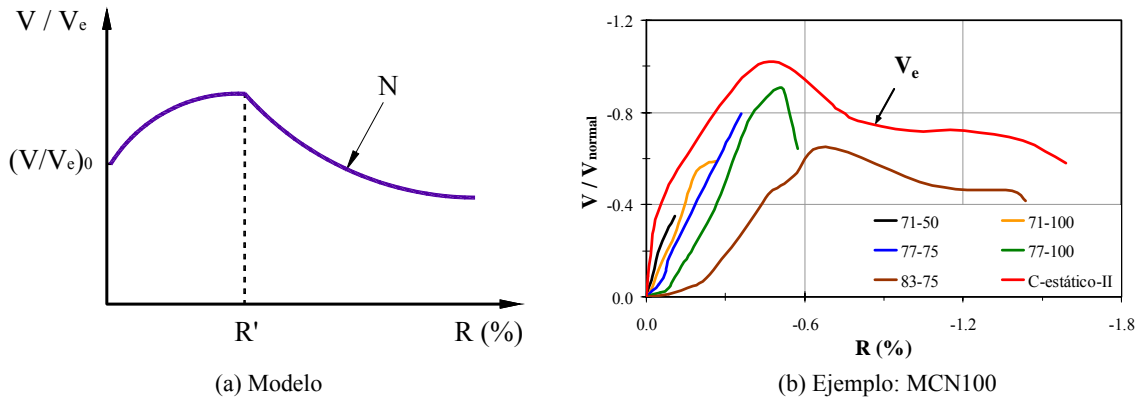 V / Vₑ
N
(V/Vₑ)₀
R'
R (%)
(a) Modelo
-1.2
-0.8
-0.4
0.0
V / Vnormal
Vₑ
71-50
71-100
77-75
77-100
83-75
C-estático-II
0.0
-0.6
-1.2
-1.8
R (%)
(b) Ejemplo: MCN100